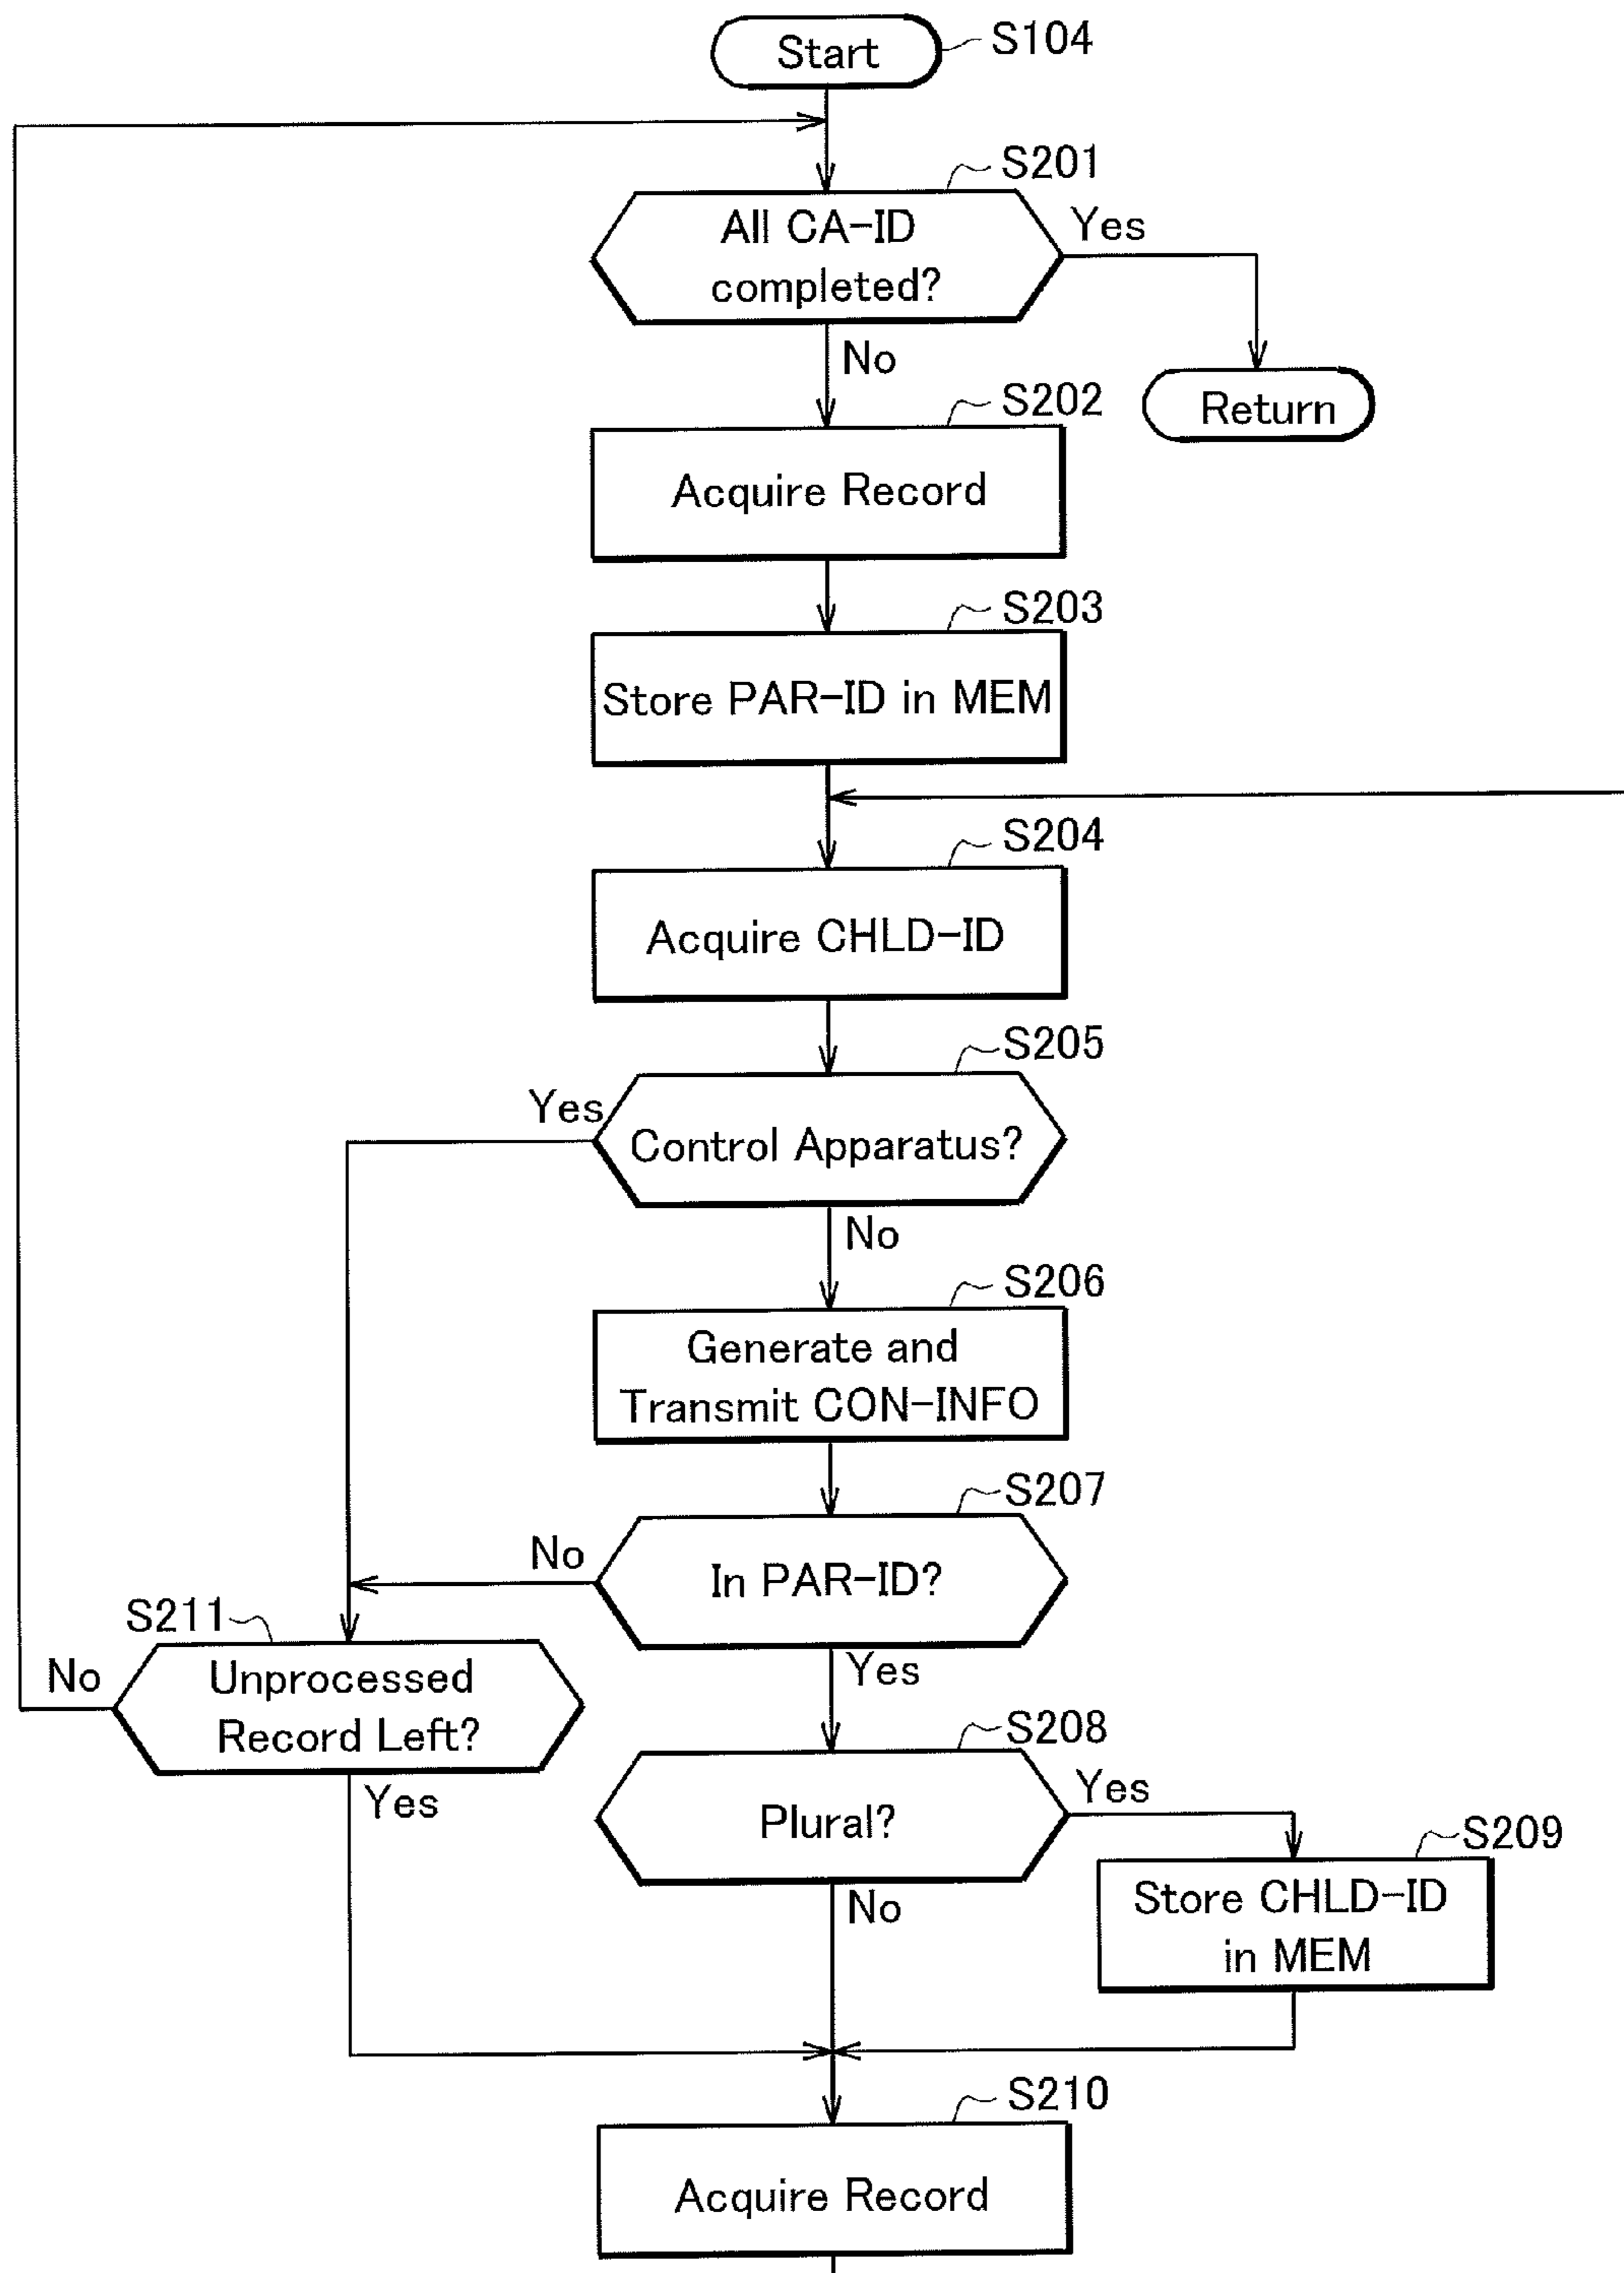 Start
S104
S201
All CA-ID
completed?
Yes
No
Return
S202
Acquire Record
S203
Store PAR-ID in MEM
S204
Acquire CHLD-ID
S205
Yes
Control Apparatus?
No
S206
Generate and
Transmit CON-INFO
S207
No
In PAR-ID?
Yes
S211
No
Unprocessed
Record Left?
Yes
S208
Plural?
Yes
No
S209
Store CHLD-ID
in MEM
S210
Acquire Record